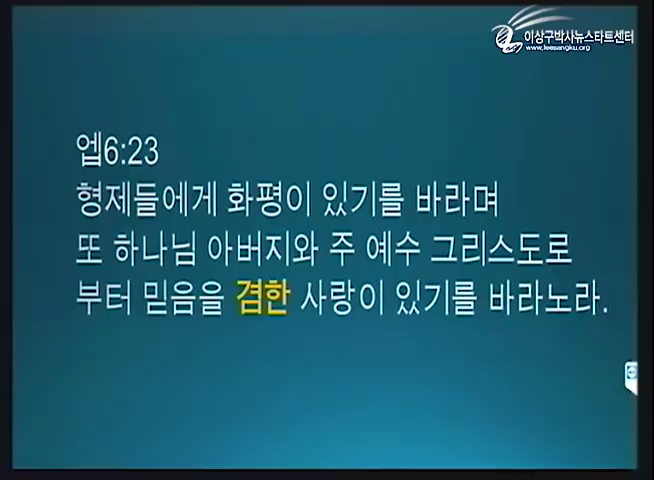 이상구박사뉴스타트센터
www.leesangku.org
엡6:23
형제들에게 화평이 있기를 바라며
또 하나님 아버지와 주 예수 그리스도로
부터 믿음을 겸한 사랑이 있기를 바라노라.